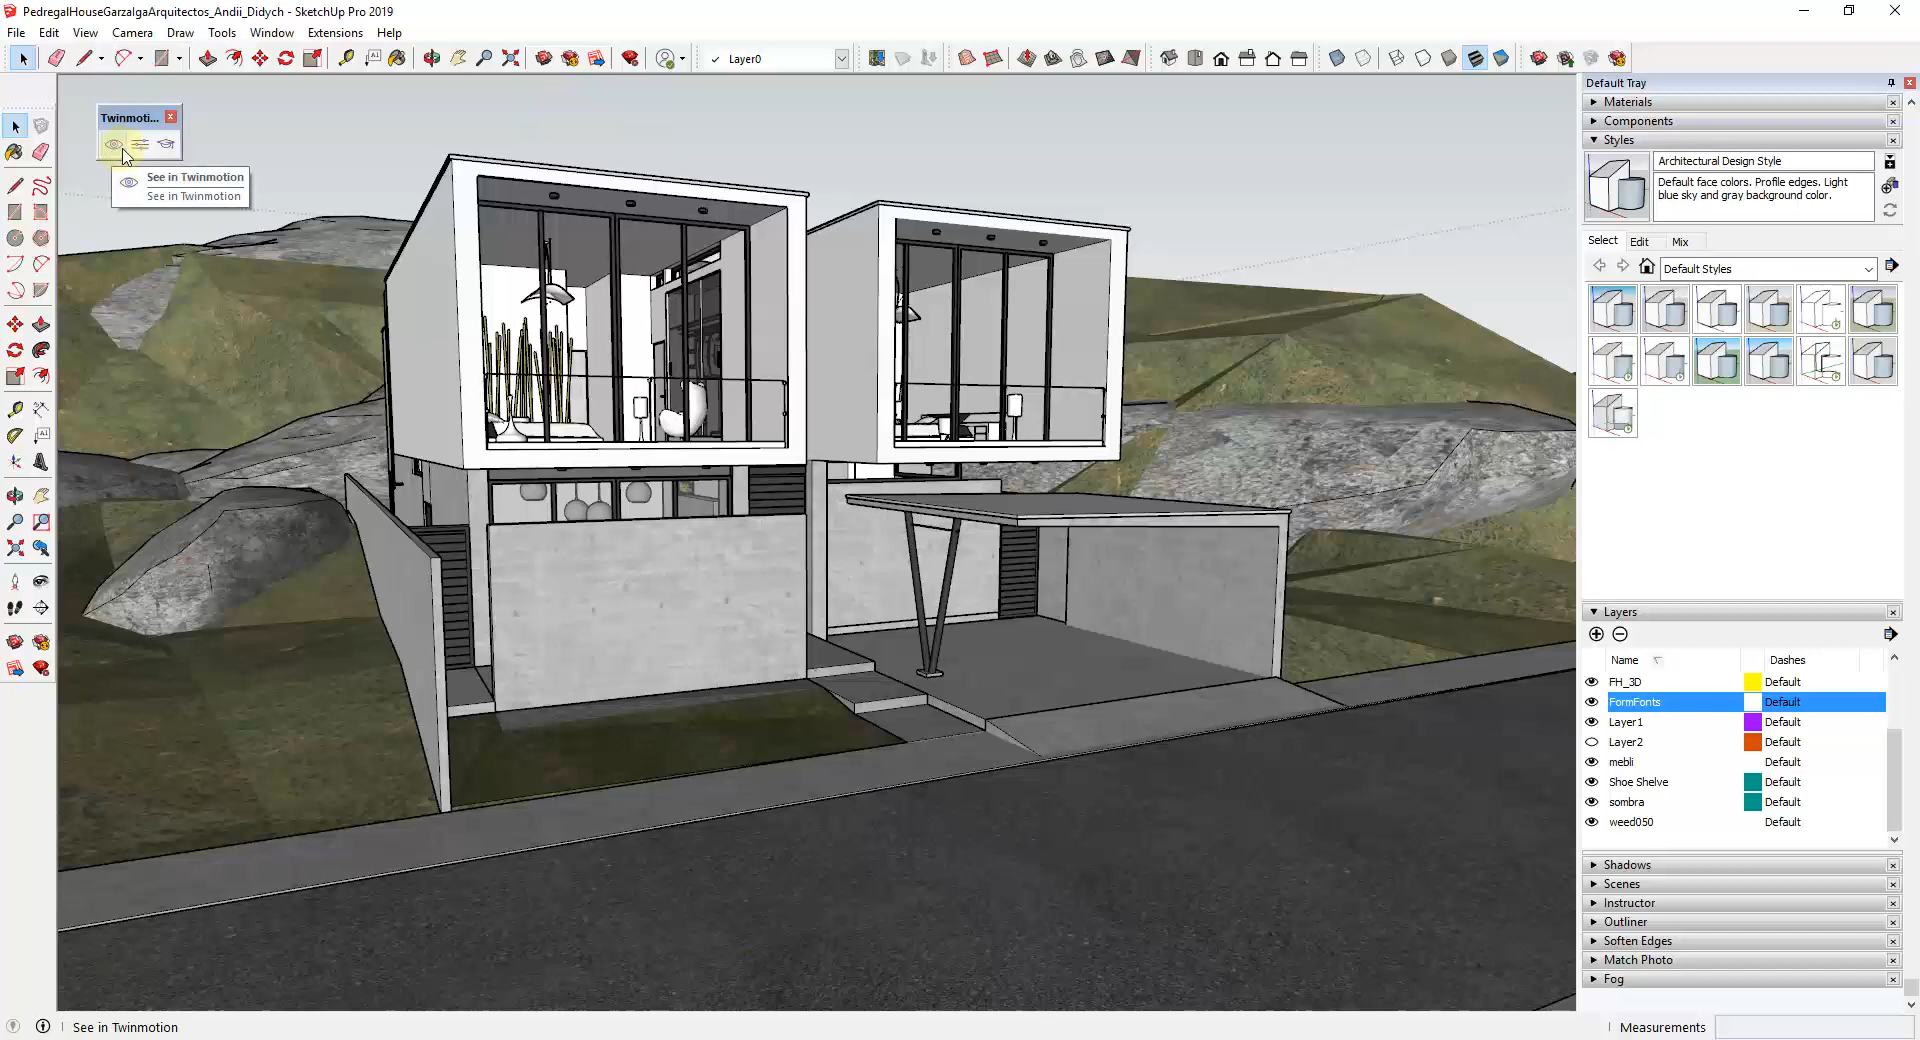 PedregalHouseGarzalgaArquitectos_Andii_Didych - SketchUp Pro 2019
File Edit View Camera Draw Tools Window Extensions Help
Layer0
Default Tray
Twinmoti...
See in Twinmotion
See in Twinmotion
Materials
Components
Styles
Architectural Design Style
Default face colors. Profile edges. Light
blue sky and gray background color.
Select Edit Mix
Default Styles
Layers
Name Dashes
FH_3D Default
FormFonts Default
Layer1 Default
Layer2 Default
mebli Default
Shoe Shelve Default
sombra Default
weed050 Default
Shadows
Scenes
Instructor
Outliner
Soften Edges
Match Photo
Fog
See in Twinmotion
Measurements